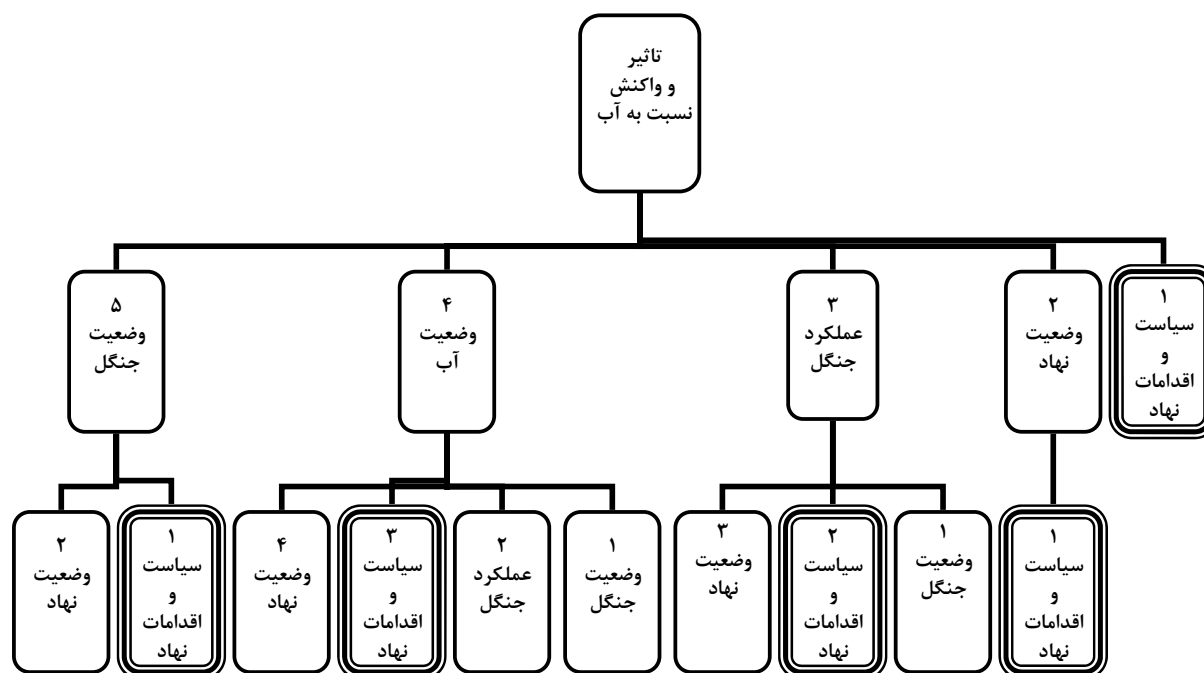 تاثیر
و واکنش
نسبت به آب
۱
سیاست
و
اقدامات
نهاد
۲
وضعیت
نهاد
۳
عملکرد
جنگل
۴
وضعیت
آب
۵
وضعیت
جنگل
۱
سیاست
و
اقدامات
نهاد
۱
وضعیت
جنگل
۲
سیاست
و
اقدامات
نهاد
۳
وضعیت
نهاد
۱
وضعیت
جنگل
۲
عملکرد
جنگل
۳
سیاست
و
اقدامات
نهاد
۴
وضعیت
نهاد
۱
سیاست
و
اقدامات
نهاد
۲
وضعیت
نهاد